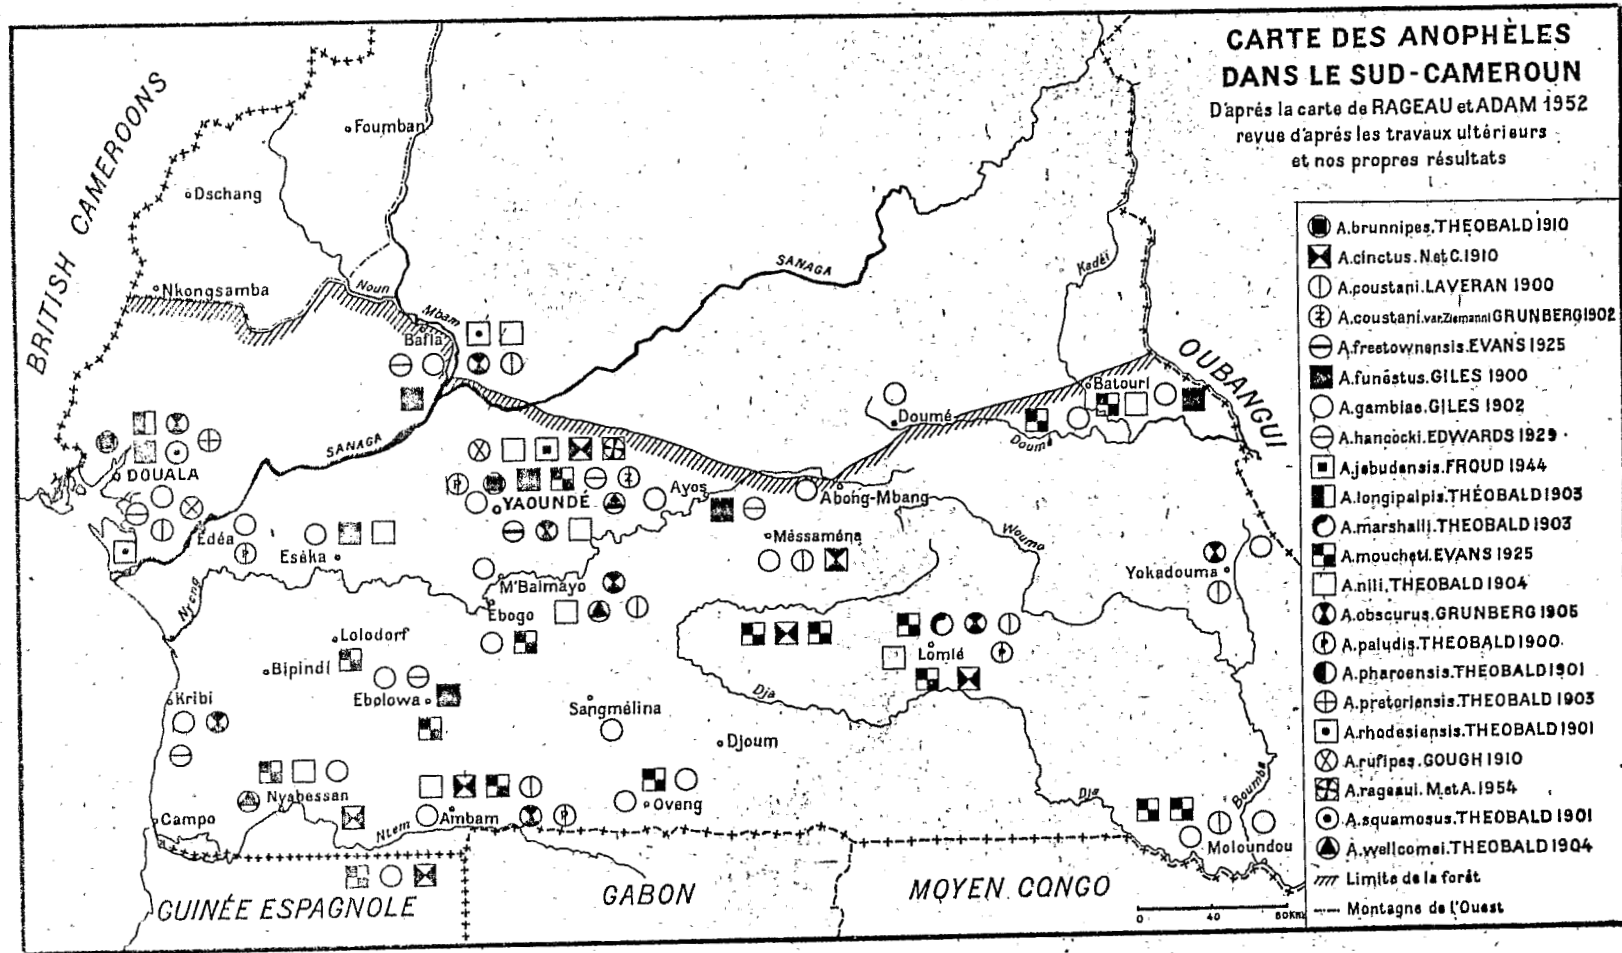 CARTE DES ANOPHÈLES
DANS LE SUD-CAMEROUN
D'aprés la carte de RAGEAU et ADAM 1952
revue d'aprés les travaux ultérieurs
et nos propres résultats
A.brunnipes.THEOBALD 1910
A.cinctus.N.et C.1910
A.coustani.LAVERAN 1900
A.coustani.var.Ziemanni GRUNBERG 1902
A.freetownensis.EVANS 1925
A.funestus.GILES 1900
A.gambiae.GILES 1902
A.hancocki.EDWARDS 1929
A.jebudensis.FROUD 1944
A.longipalpis.THÉOBALD 1903
A.marshalli.THEOBALD 1903
A.moucheti.EVANS 1925
A.nili.THEOBALD 1904
A.obscurus.GRUNBERG 1905
A.paludis.THEOBALD 1900
A.pharoensis.THEOBALD 1901
A.pretoriensis.THEOBALD 1903
A.rhodesiensis.THEOBALD 1901
A.rufipes.GOUGH 1910
A.rageaui.M.et A.1954
A.squamosus.THEOBALD 1901
A.wellcomei.THEOBALD 1904
Limite de la forêt
Montagne de l'Ouest
BRITISH CAMEROONS
Foumban
Dschang
Nkongsamba
Noun
Mbam
Bafia
SANAGA
Kadéi
OUBANGUI
Batouri
Doumé
Doumé
SANAGA
DOUALA
YAOUNDÉ
Ayos
Abong-Mbang
Edéa
Eséka
Méssaména
Woumo
Yokadouma
Nyong
M'Balmayo
Ebogo
Lolodorf
Bipindi
Lomié
Ebolowa
Dja
Kribi
Sangmélina
Djoum
Nyabessan
Oveng
Boumba
Dja
Campo
Ntem
Ambam
Moloundou
GUINÉE ESPAGNOLE
GABON
MOYEN CONGO
0 40 80Km